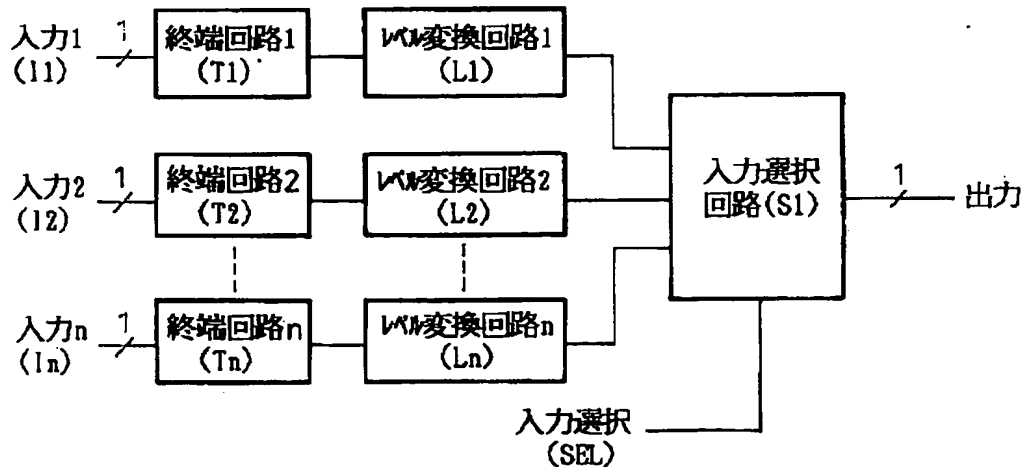 入力1
(I1)
1
終端回路1
(T1)
レベル変換回路1
(L1)
入力2
(I2)
1
終端回路2
(T2)
レベル変換回路2
(L2)
入力選択
回路(S1)
1
出力
入力n
(In)
1
終端回路n
(Tn)
レベル変換回路n
(Ln)
入力選択
(SEL)